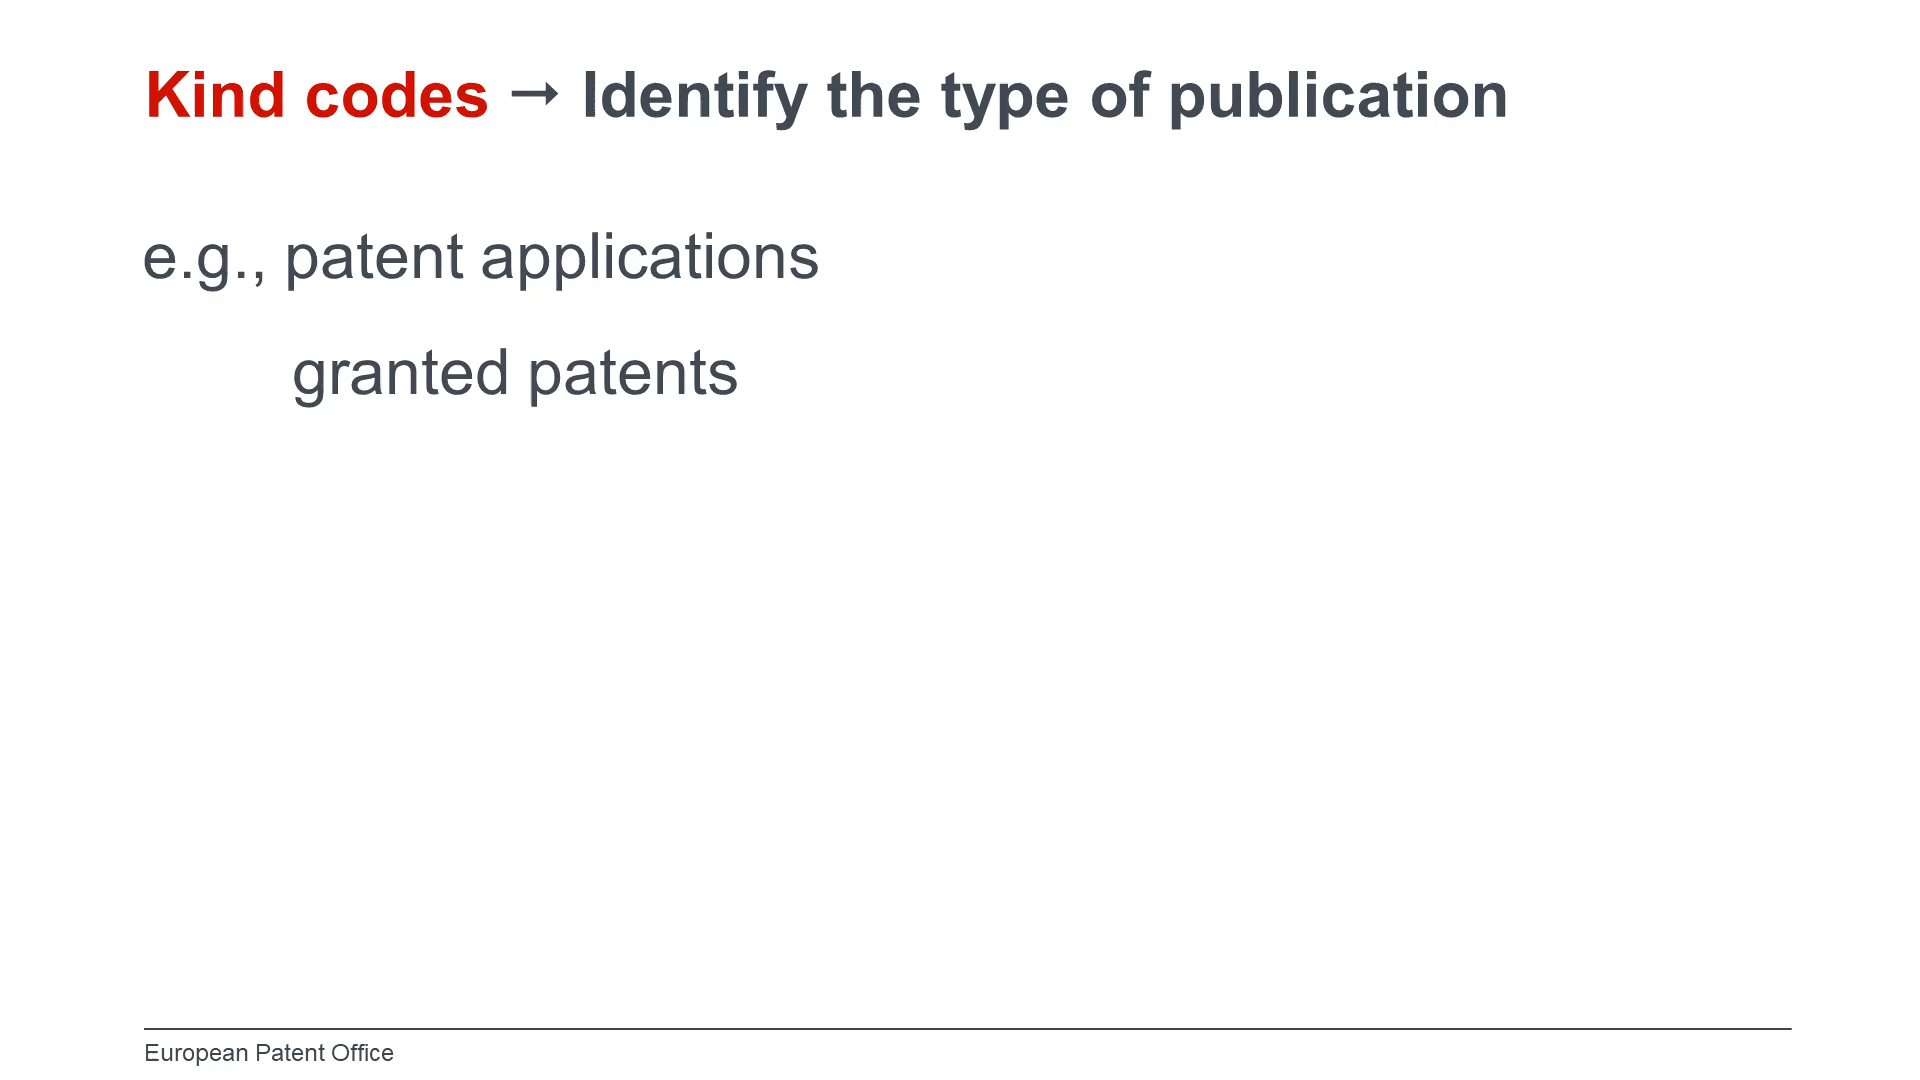 Kind codes → Identify the type of publication
e.g., patent applications
granted patents
European Patent Office